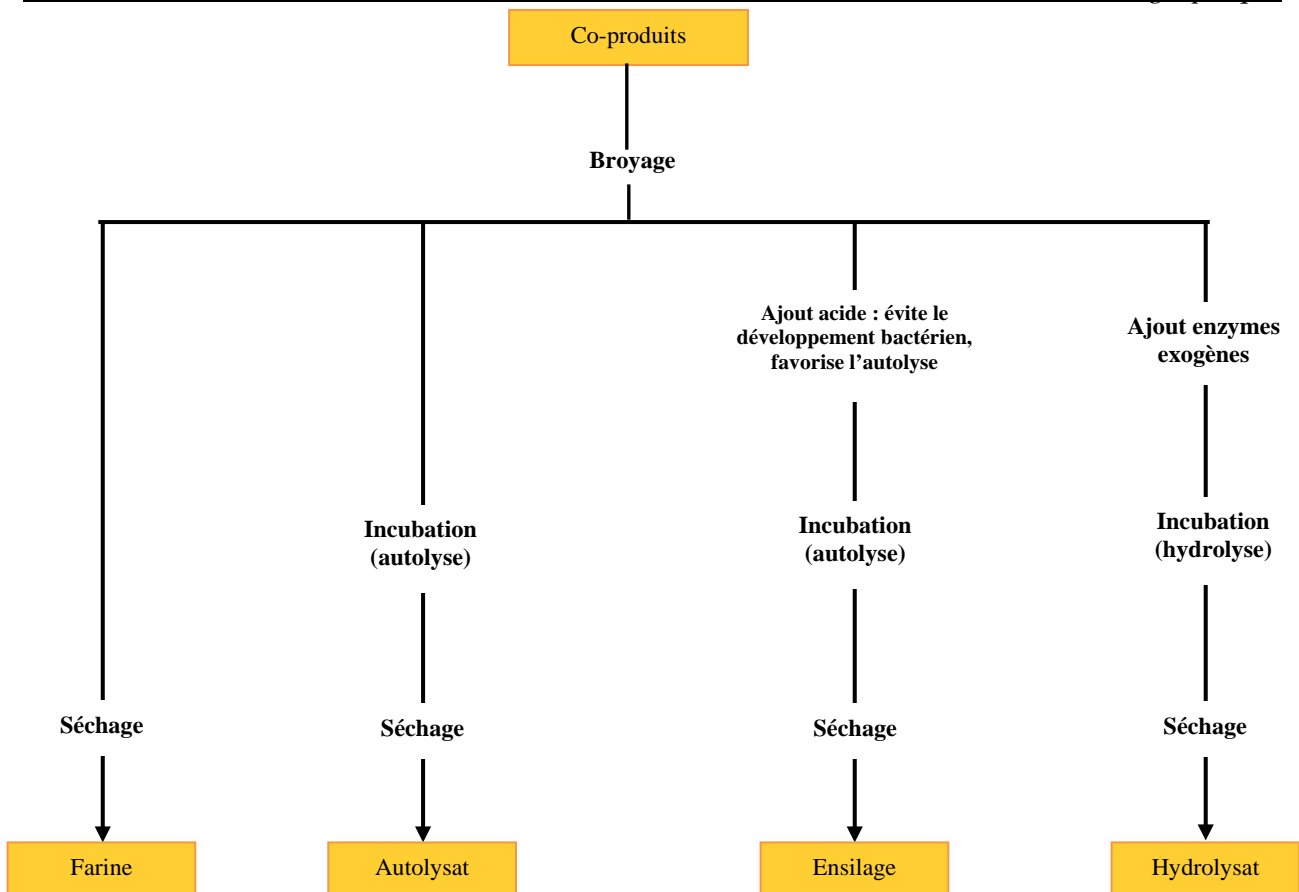 Co-produits
Broyage
Ajout acide : évite le
développement bactérien,
favorise l’autolyse
Ajout enzymes
exogènes
Incubation
(autolyse)
Incubation
(autolyse)
Incubation
(hydrolyse)
Séchage
Séchage
Séchage
Séchage
Farine
Autolysat
Ensilage
Hydrolysat